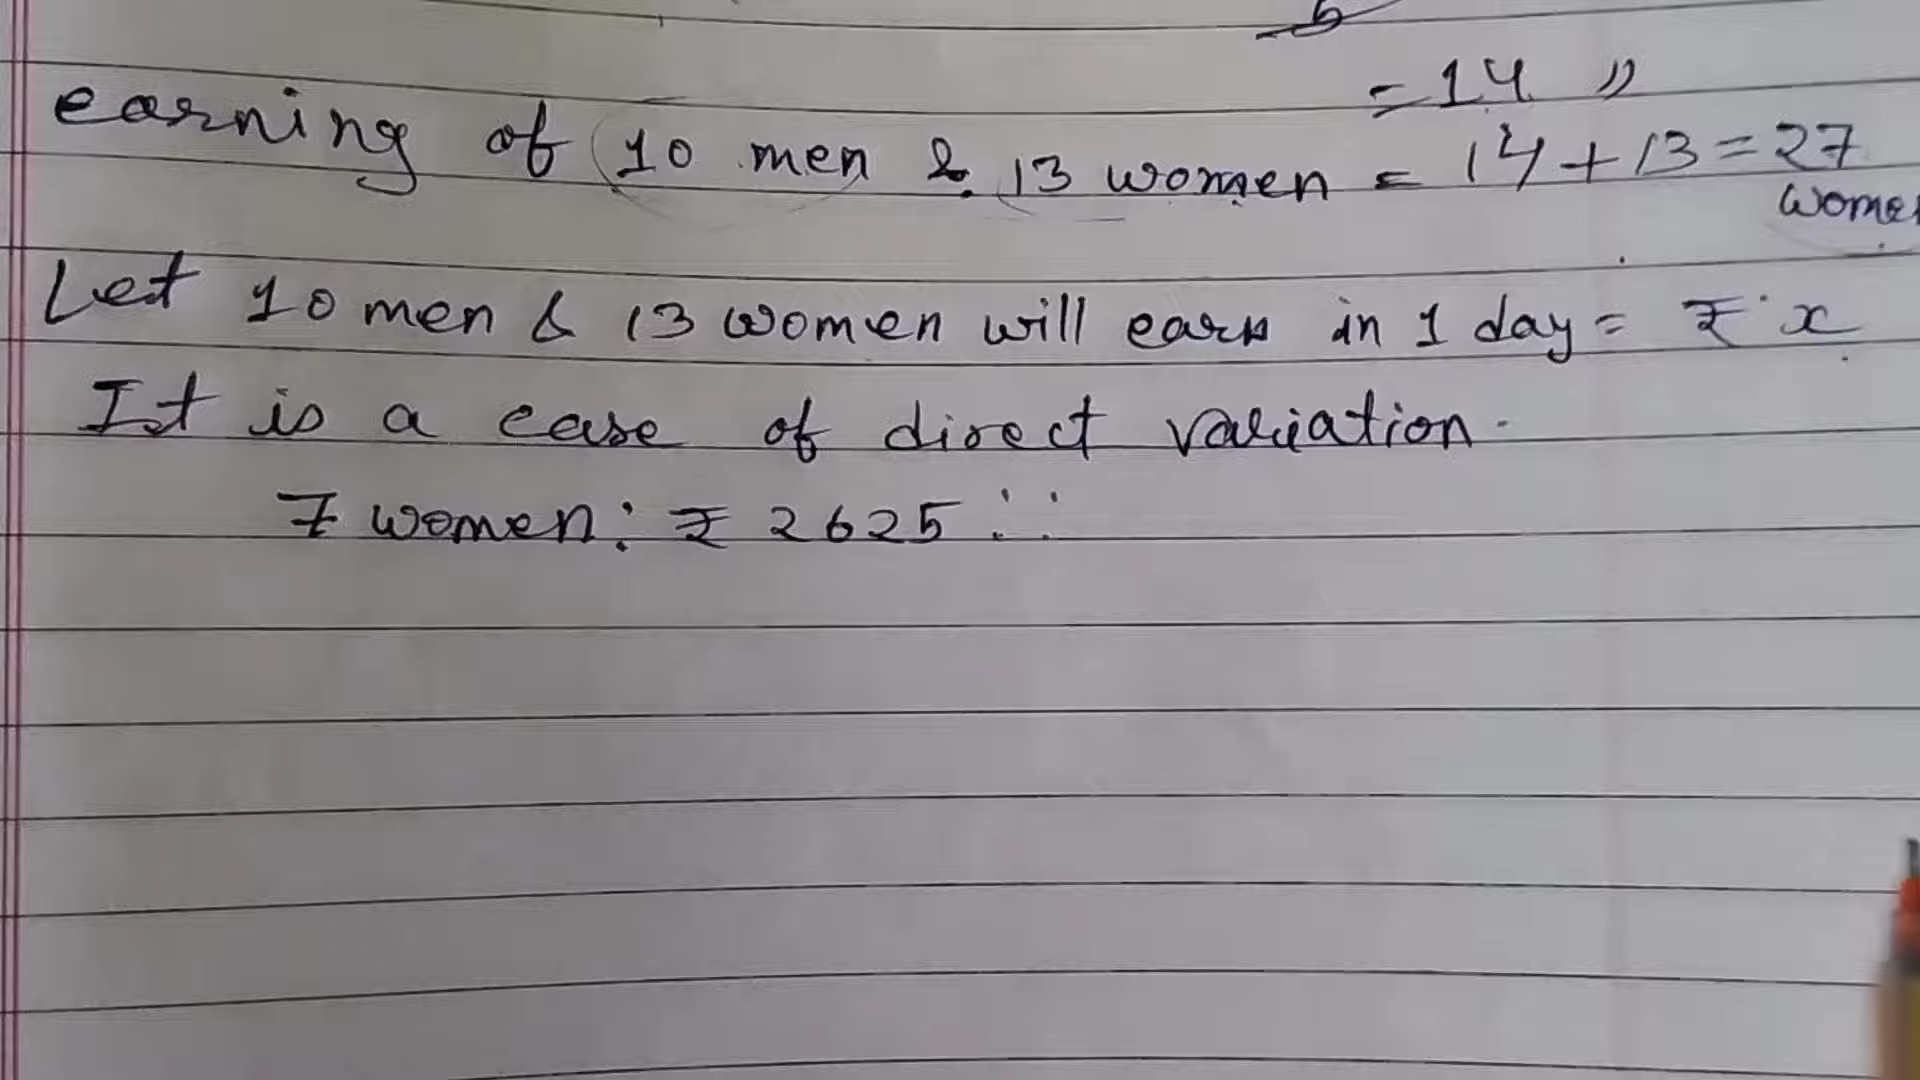 5
= 14 "
earning of 10 men & 13 women = 14 + 13 = 27
women
Let 10 men & 13 women will earn in 1 day = ₹ x
It is a case of direct variation.
7 women : ₹ 2625 ::